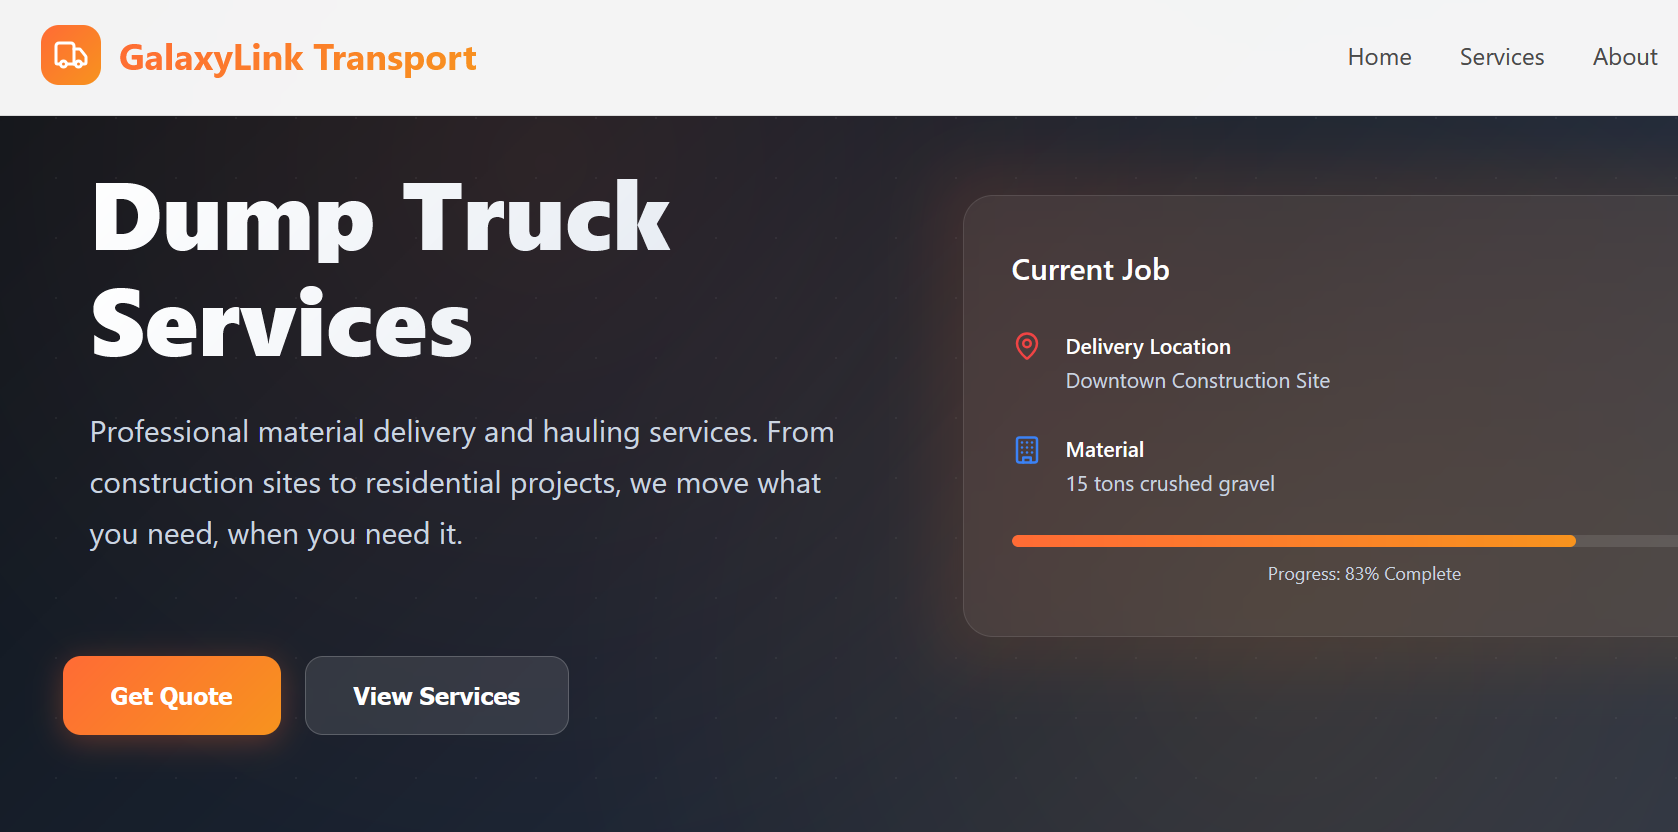 GalaxyLink Transport
Home Services About
Dump Truck
Services
Professional material delivery and hauling services. From
construction sites to residential projects, we move what
you need, when you need it.
Get Quote
View Services
Current Job
Delivery Location
Downtown Construction Site
Material
15 tons crushed gravel
Progress: 83% Complete